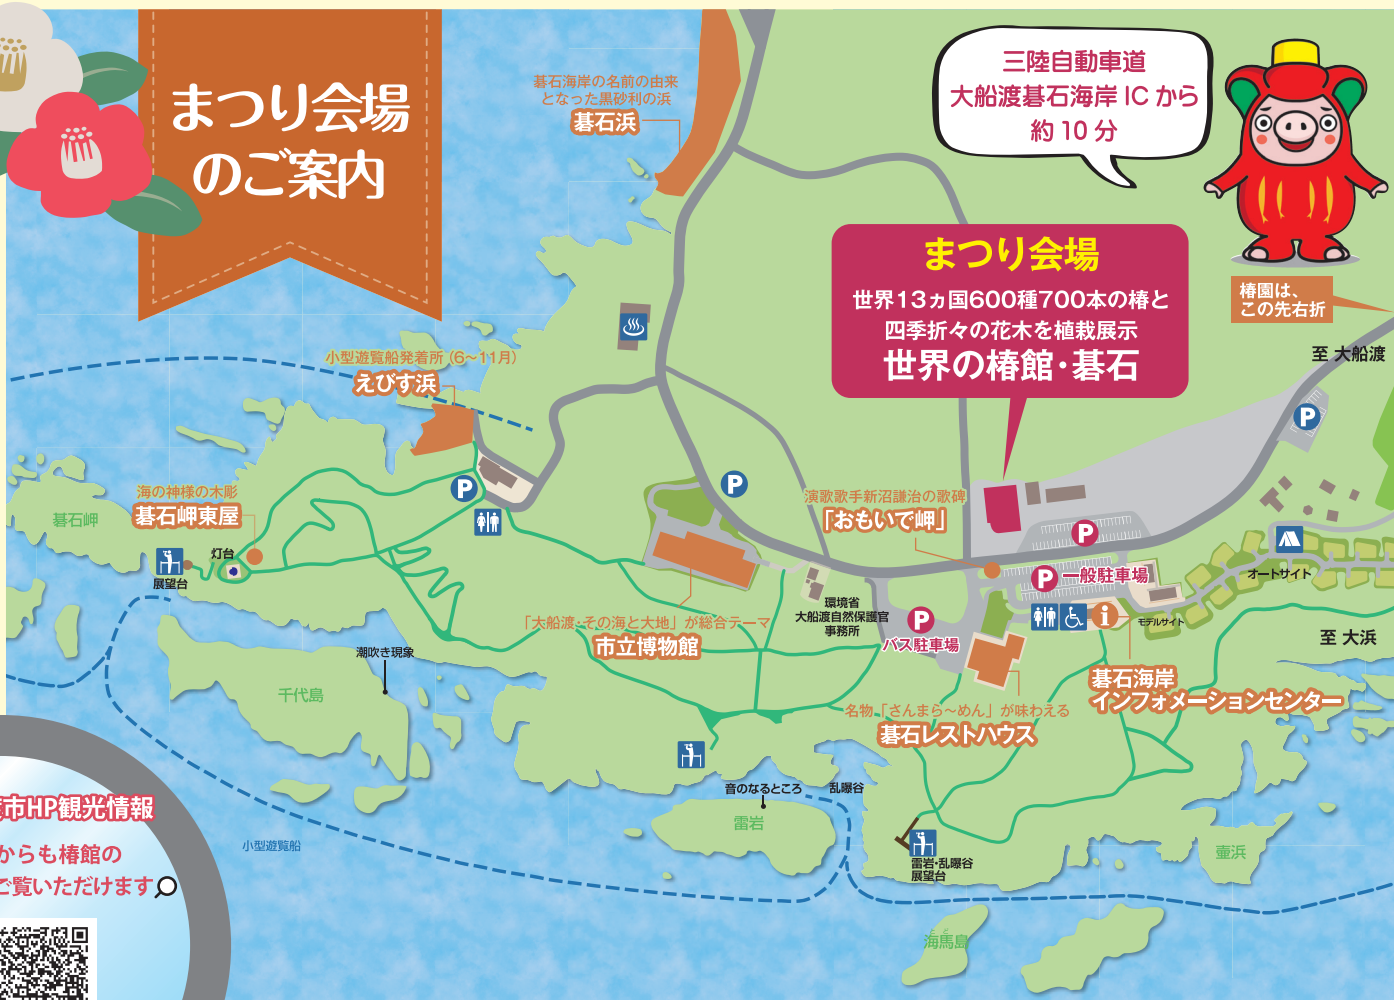 まつり会場
のご案内
碁石海岸の名前の由来
となった黒砂利の浜
碁石浜
三陸自動車道
大船渡碁石海岸ICから
約10分
まつり会場
世界13ヵ国600種700本の椿と
四季折々の花木を植栽展示
世界の椿館・碁石
椿園は、
この先右折
至 大船渡
小型遊覧船発着所(6〜11月)
えびす浜
海の神様の木彫
碁石岬東屋
碁石岬
灯台
展望台
P
P
P
演歌歌手新沼謙治の歌碑
「おもいで岬」
P
P
一般駐車場
オートサイト
モデルサイト
i
環境省
大船渡自然保護官
事務所
P
バス駐車場
至 大浜
「大船渡・その海と大地」が総合テーマ
市立博物館
潮吹き現象
千代島
碁石海岸
インフォメーションセンター
名物「さんまら〜めん」が味わえる
碁石レストハウス
音のなるところ
乱曝谷
雷岩
雷岩・乱曝谷
展望台
壷浜
海馬島
小型遊覧船
市HP観光情報
からも椿館の
ご覧いただけます